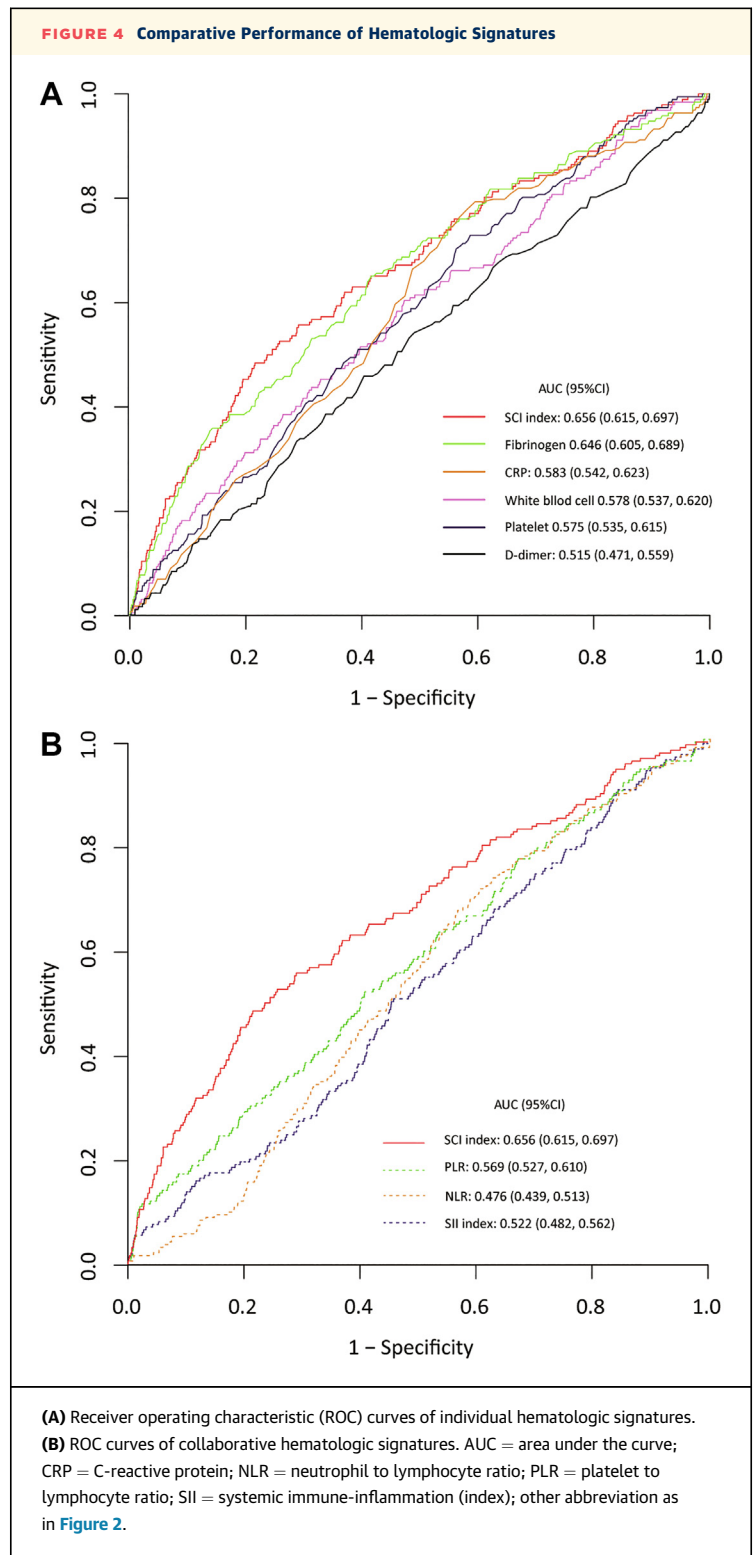 FIGURE 4 Comparative Performance of Hematologic Signatures
A
1.0
0.8
0.6
0.4
0.2
0.0
Sensitivity
AUC (95%CI)
SCI index: 0.656 (0.615, 0.697)
Fibrinogen 0.646 (0.605, 0.689)
CRP: 0.583 (0.542, 0.623)
White bllod cell 0.578 (0.537, 0.620)
Platelet 0.575 (0.535, 0.615)
D-dimer: 0.515 (0.471, 0.559)
0.0 0.2 0.4 0.6 0.8 1.0
1 – Specificity
B
1.0
0.8
0.6
0.4
0.2
0.0
Sensitivity
AUC (95%CI)
SCI index: 0.656 (0.615, 0.697)
PLR: 0.569 (0.527, 0.610)
NLR: 0.476 (0.439, 0.513)
SII index: 0.522 (0.482, 0.562)
0.0 0.2 0.4 0.6 0.8 1.0
1 – Specificity
(A) Receiver operating characteristic (ROC) curves of individual hematologic signatures.
(B) ROC curves of collaborative hematologic signatures. AUC = area under the curve;
CRP = C-reactive protein; NLR = neutrophil to lymphocyte ratio; PLR = platelet to
lymphocyte ratio; SII = systemic immune-inflammation (index); other abbreviation as
in Figure 2.